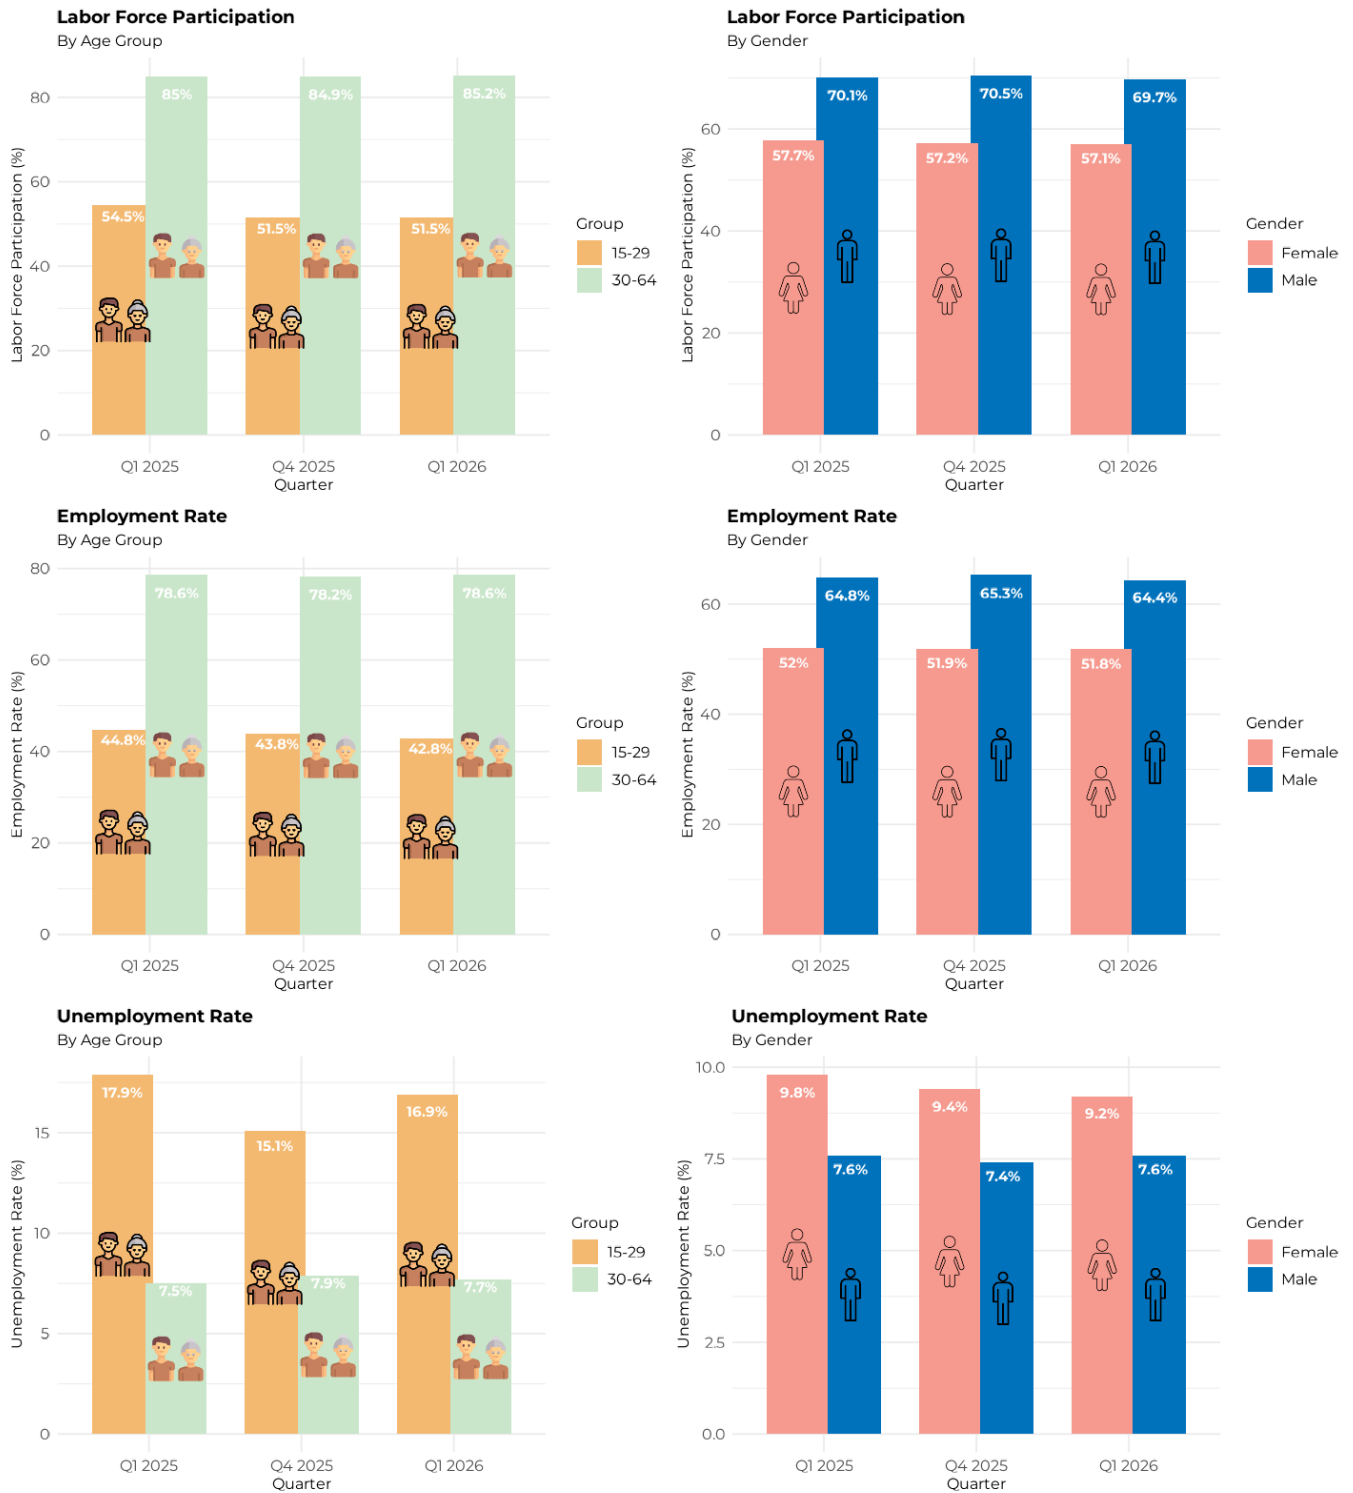 Labor Force Participation
By Age Group
Labor Force Participation (%)
80
60
40
20
0
85%
84.9%
85.2%
54.5%
51.5%
51.5%
Q1 2025
Q4 2025
Q1 2026
Quarter
Group
15-29
30-64
Labor Force Participation
By Gender
Labor Force Participation (%)
60
40
20
0
70.1%
70.5%
69.7%
57.7%
57.2%
57.1%
Q1 2025
Q4 2025
Q1 2026
Quarter
Gender
Female
Male
Employment Rate
By Age Group
Employment Rate (%)
80
60
40
20
0
78.6%
78.2%
78.6%
44.8%
43.8%
42.8%
Q1 2025
Q4 2025
Q1 2026
Quarter
Group
15-29
30-64
Employment Rate
By Gender
Employment Rate (%)
60
40
20
0
64.8%
65.3%
64.4%
52%
51.9%
51.8%
Q1 2025
Q4 2025
Q1 2026
Quarter
Gender
Female
Male
Unemployment Rate
By Age Group
Unemployment Rate (%)
15
10
5
0
17.9%
15.1%
16.9%
7.5%
7.9%
7.7%
Q1 2025
Q4 2025
Q1 2026
Quarter
Group
15-29
30-64
Unemployment Rate
By Gender
Unemployment Rate (%)
10.0
7.5
5.0
2.5
0.0
9.8%
9.4%
9.2%
7.6%
7.4%
7.6%
Q1 2025
Q4 2025
Q1 2026
Quarter
Gender
Female
Male